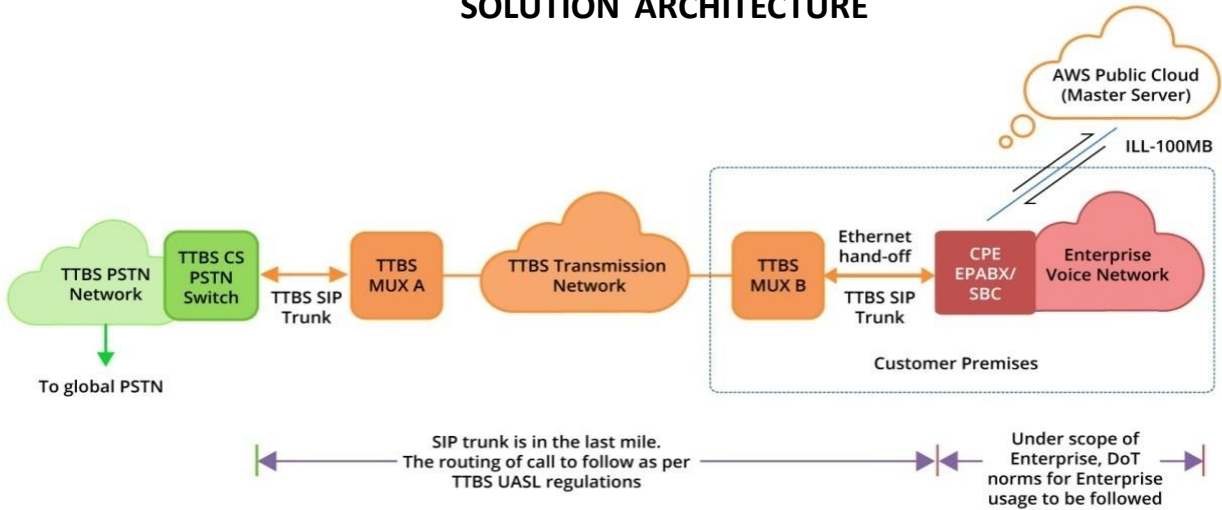 SOLUTION ARCHITECTURE
AWS Public Cloud
(Master Server)
ILL-100MB
TTBS PSTN
Network
TTBS CS
PSTN
Switch
TTBS SIP
Trunk
TTBS
MUX A
TTBS Transmission
Network
TTBS
MUX B
Ethernet
hand-off
TTBS SIP
Trunk
CPE
EPABX/
SBC
Enterprise
Voice Network
Customer Premises
To global PSTN
SIP trunk is in the last mile.
The routing of call to follow as per
TTBS UASL regulations
Under scope of
Enterprise, DoT
norms for Enterprise
usage to be followed